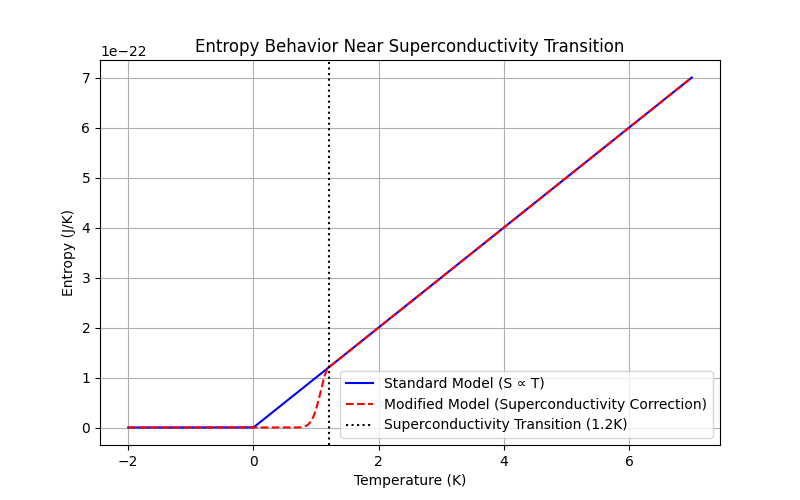 Entropy Behavior Near Superconductivity Transition
1e−22
7
6
5
4
3
2
1
0
Entropy (J/K)
Standard Model (S ∝ T)
Modified Model (Superconductivity Correction)
Superconductivity Transition (1.2K)
−2
0
2
4
6
Temperature (K)